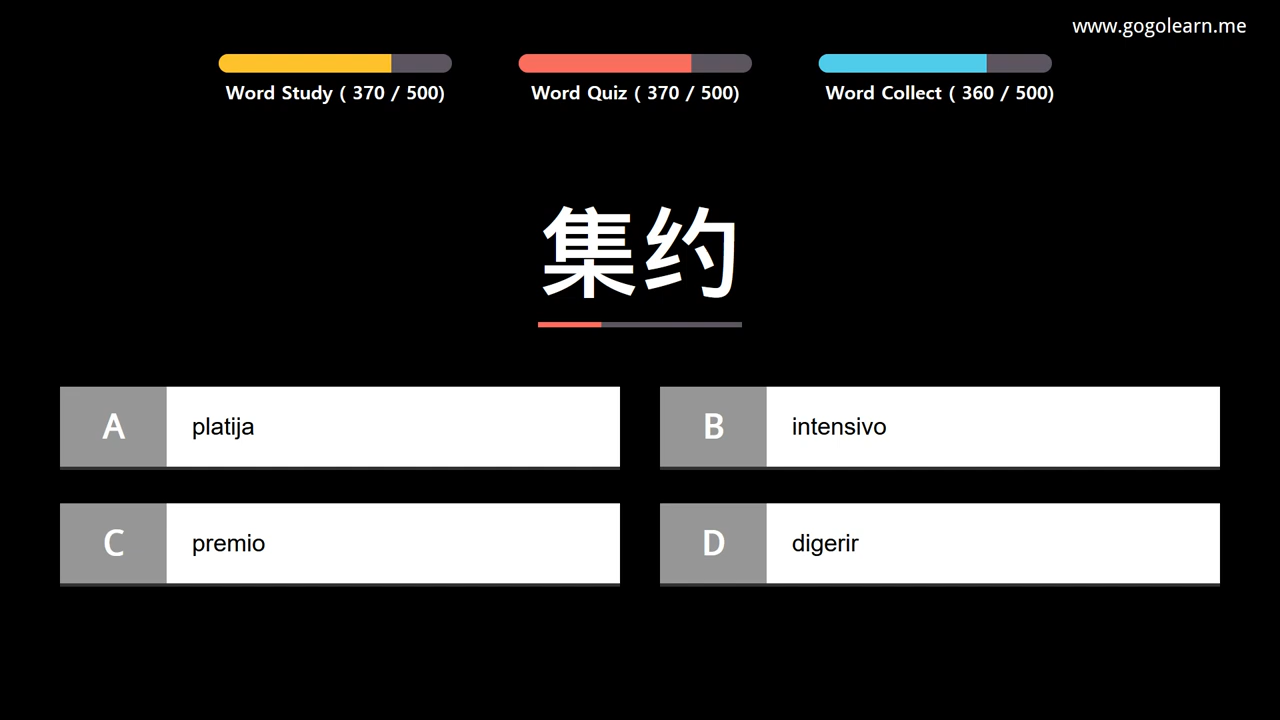 www.gogolearn.me
Word Study ( 370 / 500)
Word Quiz ( 370 / 500)
Word Collect ( 360 / 500)
集约
A platija
B intensivo
C premio
D digerir